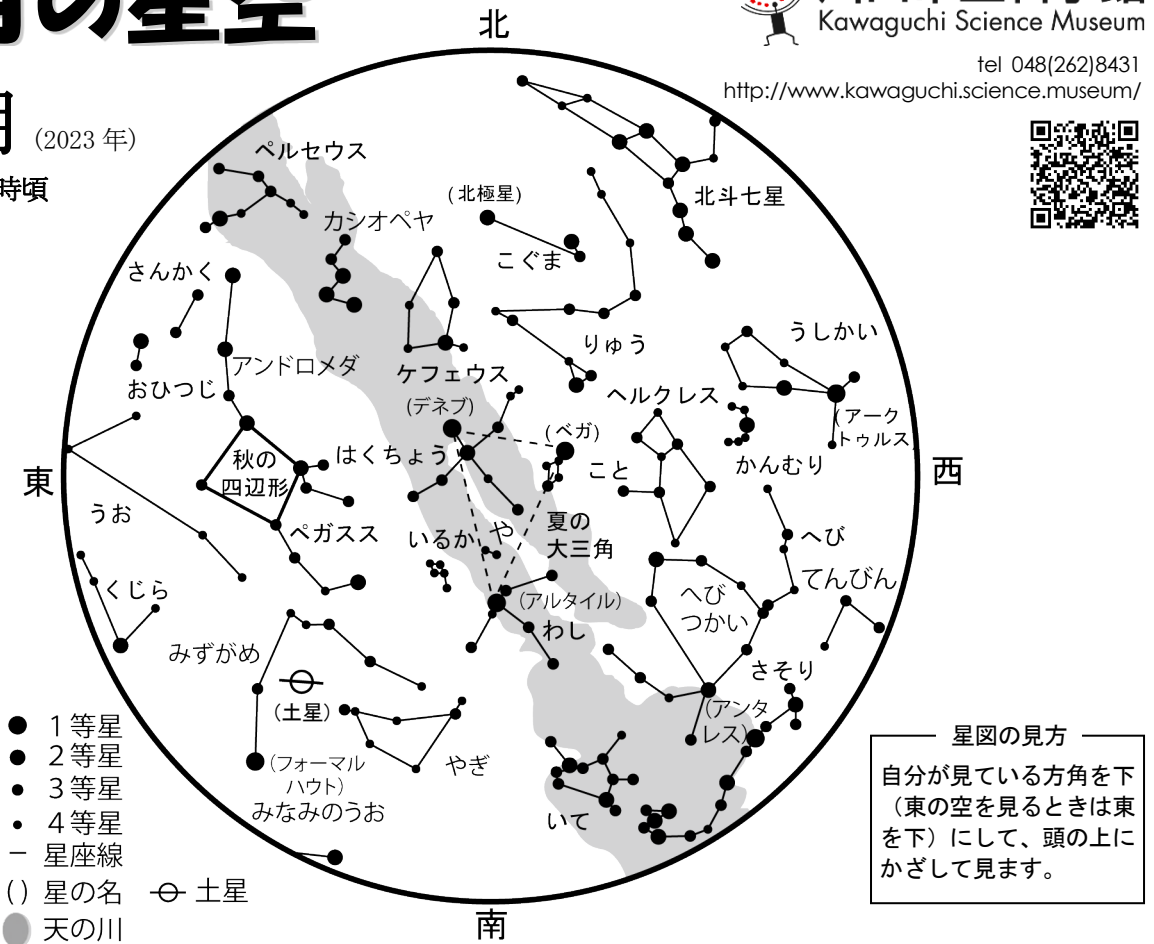 の星空
北
Kawaguchi Science Museum
tel 048(262)8431
http://www.kawaguchi.science.museum/
(2023 年)
時頃
ペルセウス
(北極星)
北斗七星
カシオペヤ
こぐま
さんかく
りゅう
うしかい
アンドロメダ
ケフェウス
おひつじ
ヘルクレス
(デネブ)
(アーク
トゥルス
(ベガ)
はくちょう
秋の
四辺形
こと
かんむり
東
西
うお
ペガスス
夏の
大三角
いるか
や
へび
てんびん
くじら
へび
つかい
(アルタイル)
わし
みずがめ
さそり
(土星)
(アンタ
レス)
やぎ
(フォーマル
ハウト)
みなみのうお
いて
南
1等星
2等星
3等星
4等星
星座線
() 星の名
土星
天の川
星図の見方
自分が見ている方角を下
(東の空を見るときは東
を下)にして、頭の上に
かざして見ます。